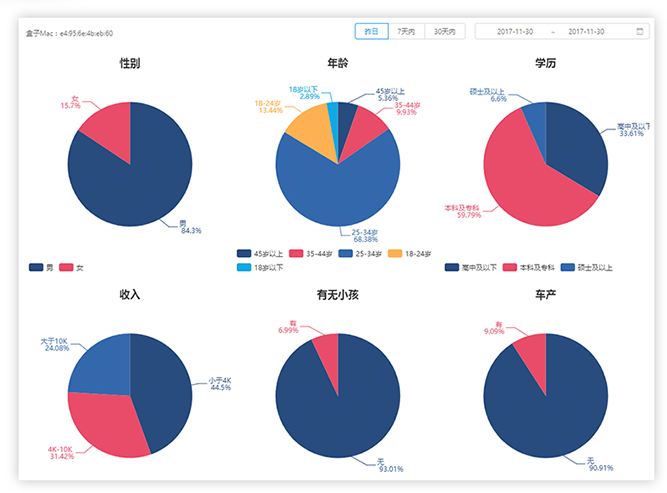 盒子Mac：e4:95:6e:4b:eb:60
昨日 7天内 30天内 2017-11-30 - 2017-11-30
性别
女
15.7%
男
84.3%
男 女
年龄
18岁以下
2.89%
45岁以上
5.36%
18-24岁
13.44%
35-44岁
9.93%
25-34岁
68.38%
45岁以上 35-44岁 25-34岁 18-24岁
18岁以下
学历
硕士及以上
6.6%
高中及以下
33.61%
本科及专科
59.79%
高中及以下 本科及专科 硕士及以上
收入
大于10K
24.08%
小于4K
44.5%
4K-10K
31.42%
有无小孩
有
6.99%
无
93.01%
车产
有
9.09%
无
90.91%